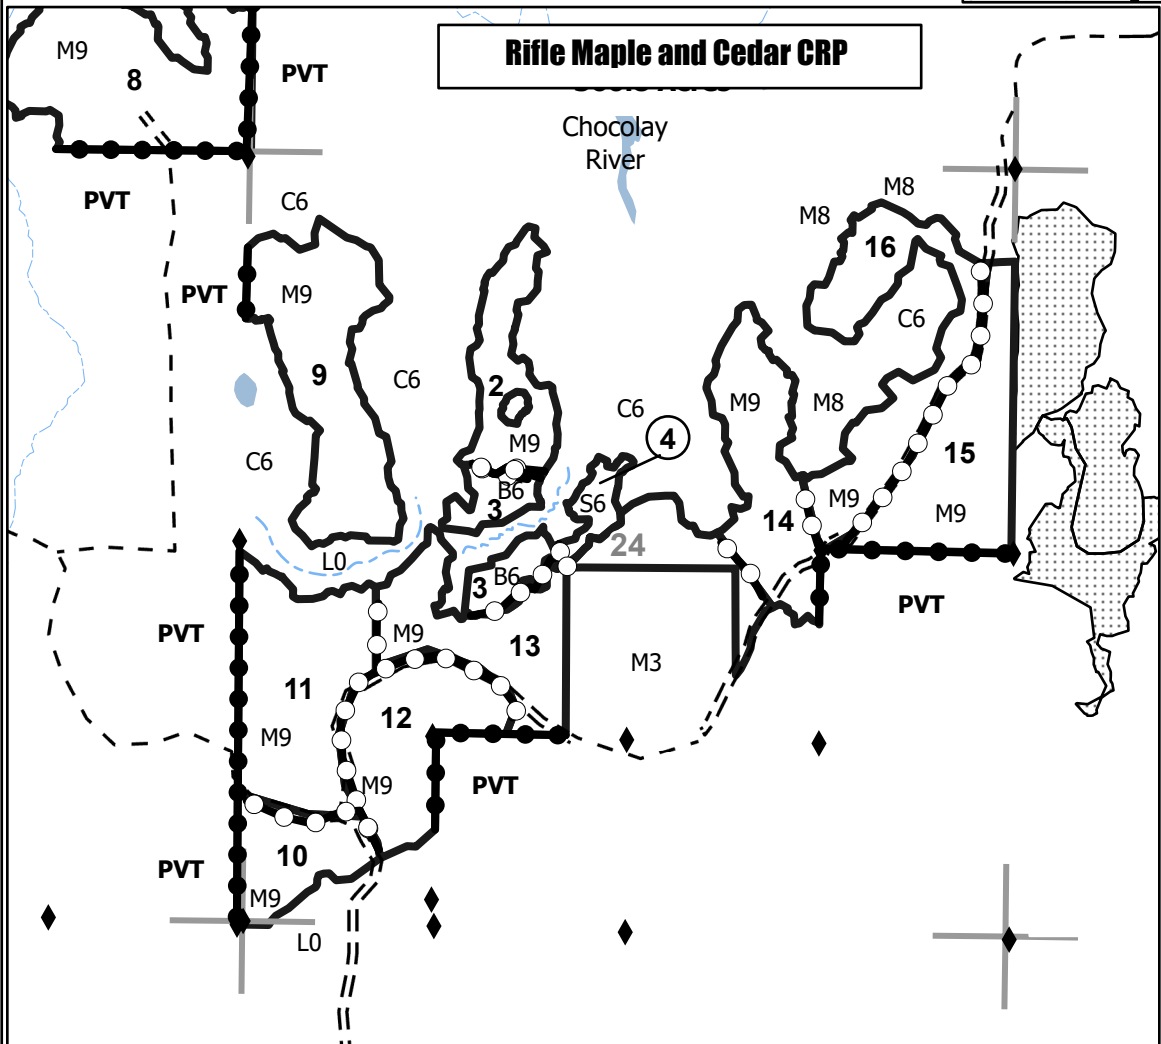 Rifle Maple and Cedar CRP
M9
8
PVT
Chocolay
River
PVT
C6
M8
M8
16
PVT
M9
C6
9
C6
2
C6
M9
M8
4
M9
C6
B6
3
S6
M9
15
M9
14
24
L0
B6
3
PVT
PVT
M9
13
M3
11
12
M9
M9
PVT
10
PVT
M9
L0